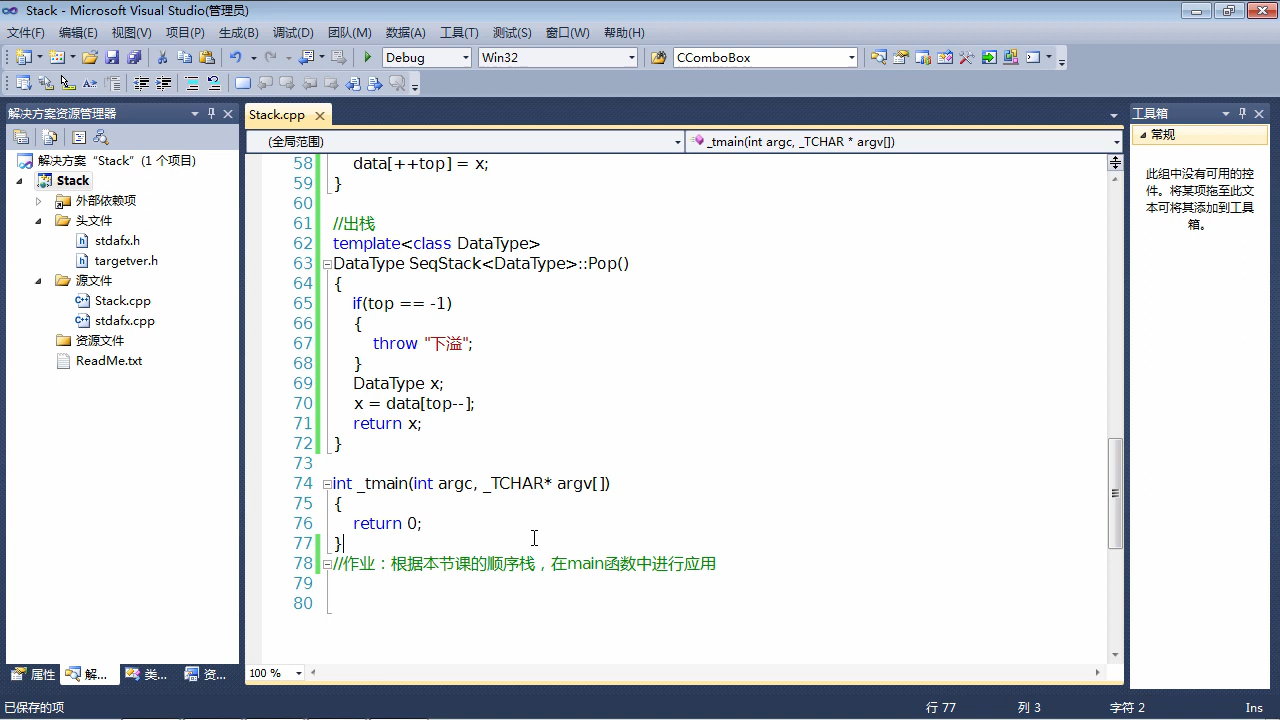 Stack - Microsoft Visual Studio(管理员)
文件(F) 编辑(E) 视图(V) 项目(P) 生成(B) 调试(D) 团队(M) 数据(A) 工具(T) 测试(S) 窗口(W) 帮助(H)
Debug Win32 CComboBox
解决方案资源管理器
解决方案“Stack”(1 个项目)
Stack
外部依赖项
头文件
stdafx.h
targetver.h
源文件
Stack.cpp
stdafx.cpp
资源文件
ReadMe.txt
属性 解... 类... 资...
Stack.cpp
(全局范围) _tmain(int argc, _TCHAR * argv[])
58 data[++top] = x;
59 }
60
61 //出栈
62 template<class DataType>
63 DataType SeqStack<DataType>::Pop()
64 {
65 if(top == -1)
66 {
67 throw "下溢";
68 }
69 DataType x;
70 x = data[top--];
71 return x;
72 }
73
74 int _tmain(int argc, _TCHAR* argv[])
75 {
76 return 0;
77 }
78 //作业：根据本节课的顺序栈，在main函数中进行应用
79
80
100 %
工具箱
常规
此组中没有可用的控
件。将某项拖至此文
本可将其添加到工具
箱。
已保存的项 行 77 列 3 字符 2 Ins